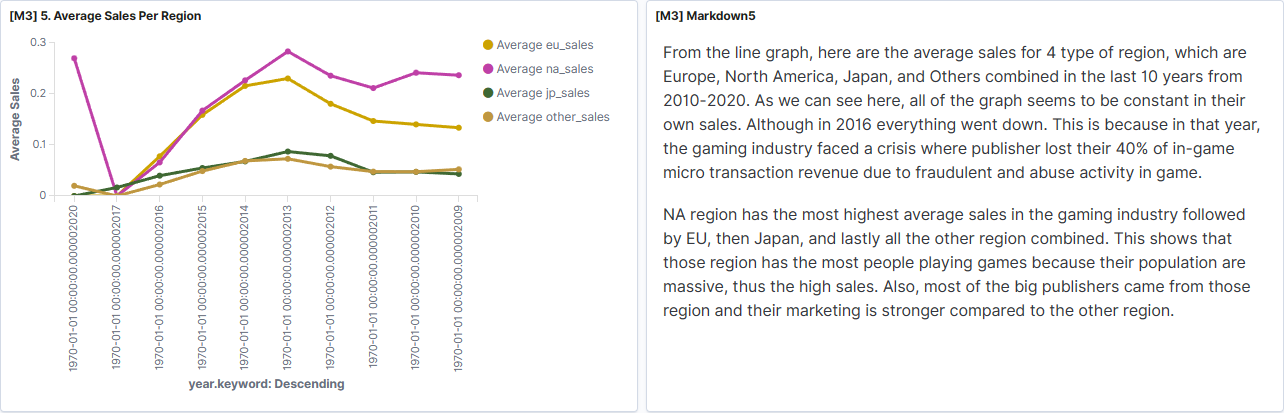 [M3] 5. Average Sales Per Region
0.3
0.2
0.1
0
Average Sales
1970-01-01 00:00:00.000002020
1970-01-01 00:00:00.000002017
1970-01-01 00:00:00.000002016
1970-01-01 00:00:00.000002015
1970-01-01 00:00:00.000002014
1970-01-01 00:00:00.000002013
1970-01-01 00:00:00.000002012
1970-01-01 00:00:00.000002011
1970-01-01 00:00:00.000002010
1970-01-01 00:00:00.000002009
year.keyword: Descending
Average eu_sales
Average na_sales
Average jp_sales
Average other_sales
[M3] Markdown5
From the line graph, here are the average sales for 4 type of region, which are
Europe, North America, Japan, and Others combined in the last 10 years from
2010-2020. As we can see here, all of the graph seems to be constant in their
own sales. Although in 2016 everything went down. This is because in that year,
the gaming industry faced a crisis where publisher lost their 40% of in-game
micro transaction revenue due to fraudulent and abuse activity in game.
NA region has the most highest average sales in the gaming industry followed
by EU, then Japan, and lastly all the other region combined. This shows that
those region has the most people playing games because their population are
massive, thus the high sales. Also, most of the big publishers came from those
region and their marketing is stronger compared to the other region.